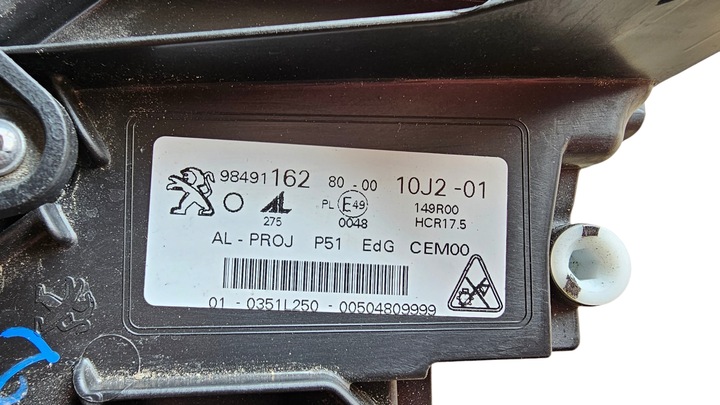 98491162 80-00 10J2-01
AL 275 PL E49 0048 149R00 HCR17.5
AL-PROJ P51 EdG CEM00
01-0351L250-00504809999